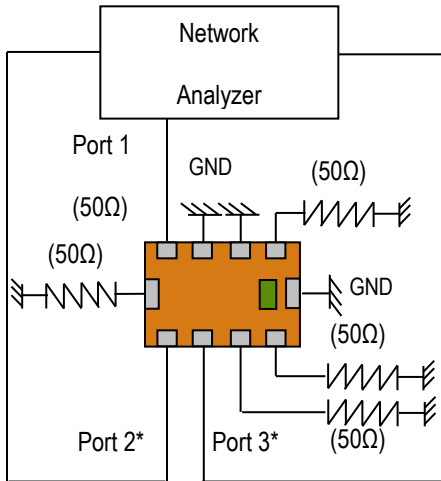 Network
Analyzer
Port 1
GND
(50Ω)
(50Ω)
(50Ω)
GND
(50Ω)
(50Ω)
Port 2*
Port 3*